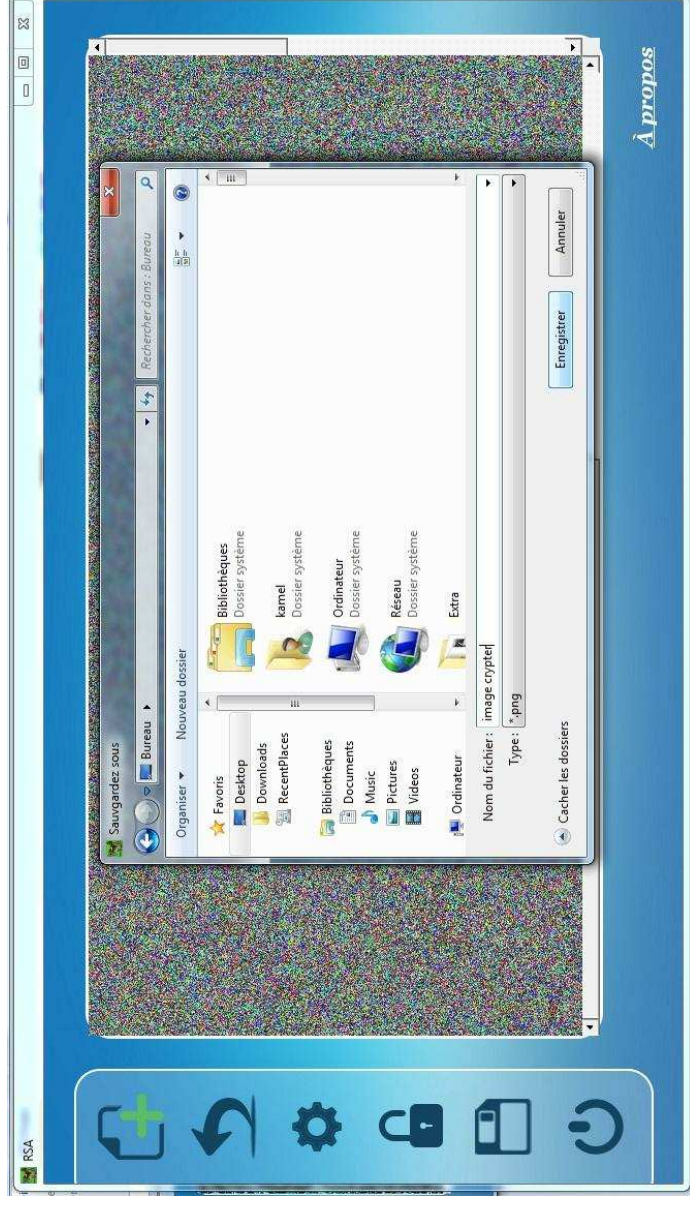 RSA
Sauvgardez sous
Bureau
Rechercher dans : Bureau
Organiser
Nouveau dossier
Favoris
Desktop
Downloads
RecentPlaces
Bibliothèques
Documents
Music
Pictures
Videos
Ordinateur
Bibliothèques
Dossier système
kamel
Dossier système
Ordinateur
Dossier système
Réseau
Dossier système
Extra
Nom du fichier : image crypter
Type : *.png
Cacher les dossiers
Enregistrer
Annuler
À propos